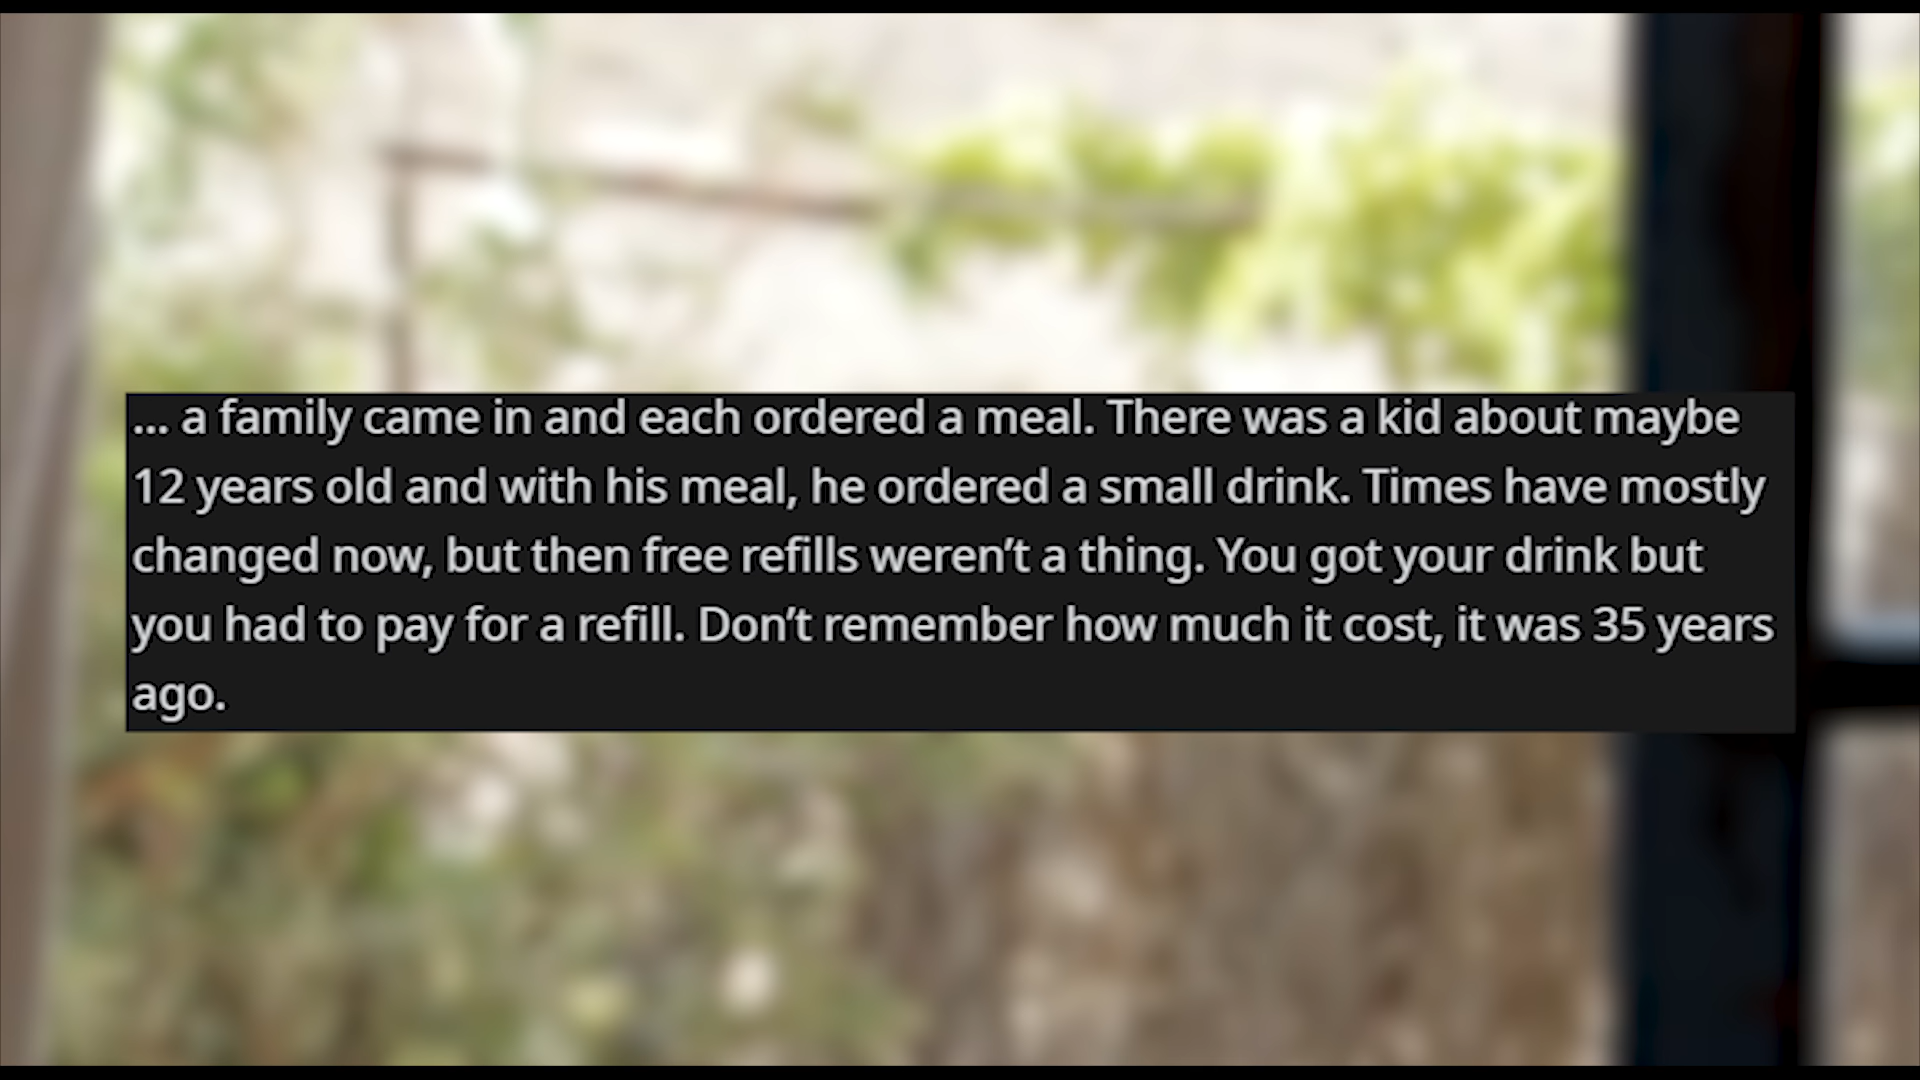 ... a family came in and each ordered a meal. There was a kid about maybe
12 years old and with his meal, he ordered a small drink. Times have mostly
changed now, but then free refills weren’t a thing. You got your drink but
you had to pay for a refill. Don’t remember how much it cost, it was 35 years
ago.